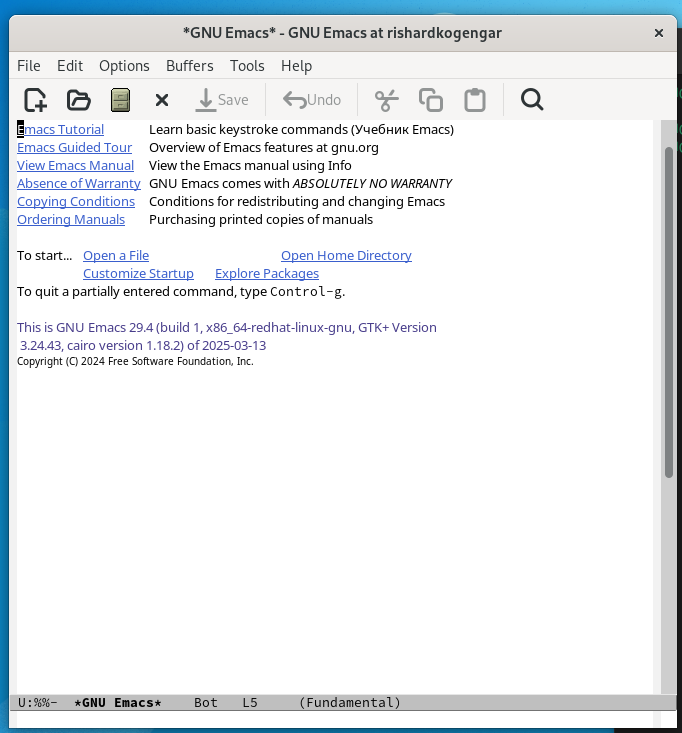 *GNU Emacs* - GNU Emacs at rishardkogengar
File Edit Options Buffers Tools Help
Save Undo
Emacs Tutorial Learn basic keystroke commands (Учебник Emacs)
Emacs Guided Tour Overview of Emacs features at gnu.org
View Emacs Manual View the Emacs manual using Info
Absence of Warranty GNU Emacs comes with ABSOLUTELY NO WARRANTY
Copying Conditions Conditions for redistributing and changing Emacs
Ordering Manuals Purchasing printed copies of manuals
To start... Open a File Open Home Directory
Customize Startup Explore Packages
To quit a partially entered command, type Control-g.
This is GNU Emacs 29.4 (build 1, x86_64-redhat-linux-gnu, GTK+ Version
3.24.43, cairo version 1.18.2) of 2025-03-13
Copyright (C) 2024 Free Software Foundation, Inc.
U:%%- *GNU Emacs* Bot L5 (Fundamental)